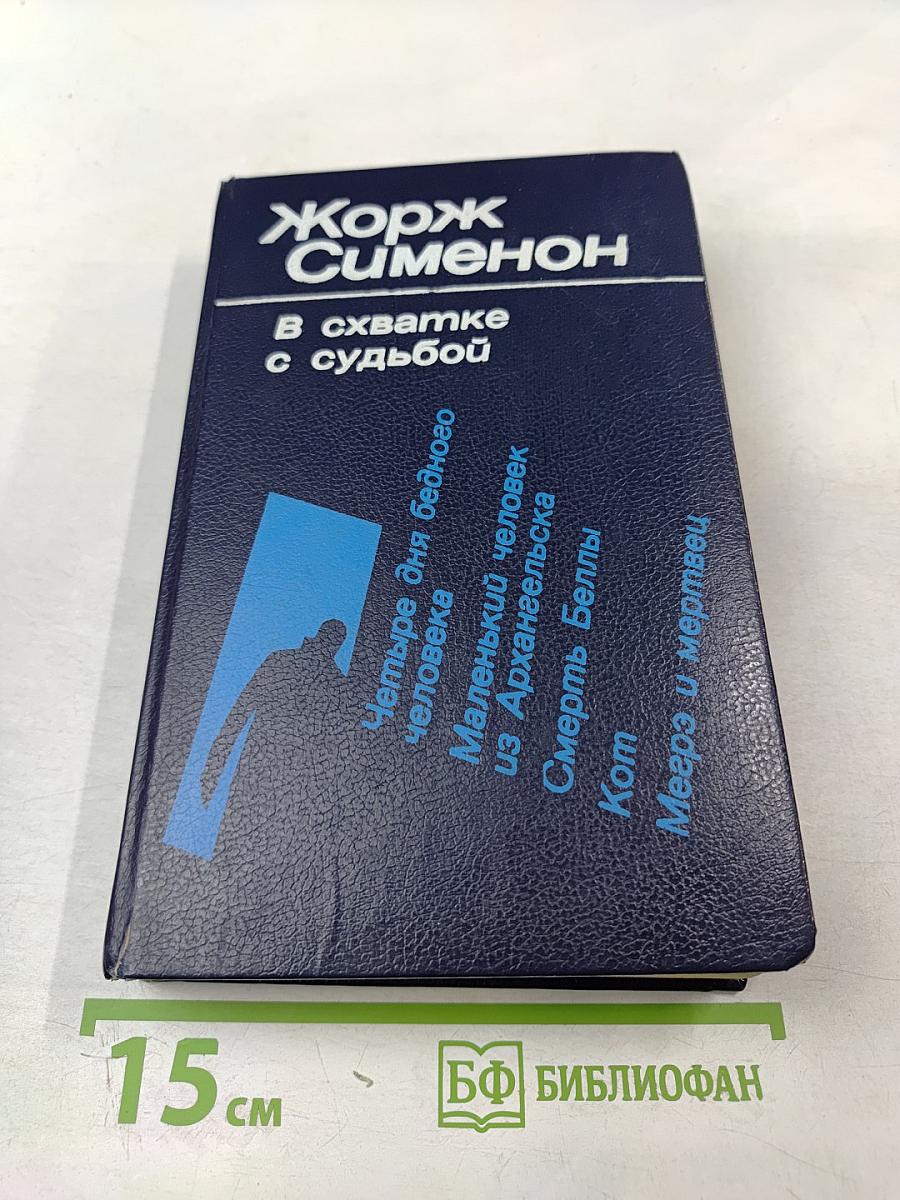 Жорж
Сименон
В схватке
с судьбой
Четыре дня бедного
человека
Маленький человек
из Архангельска
Смерть Беллы
Кот
Мегрэ и мертвец
15 см
БФ БИБЛИОФАН